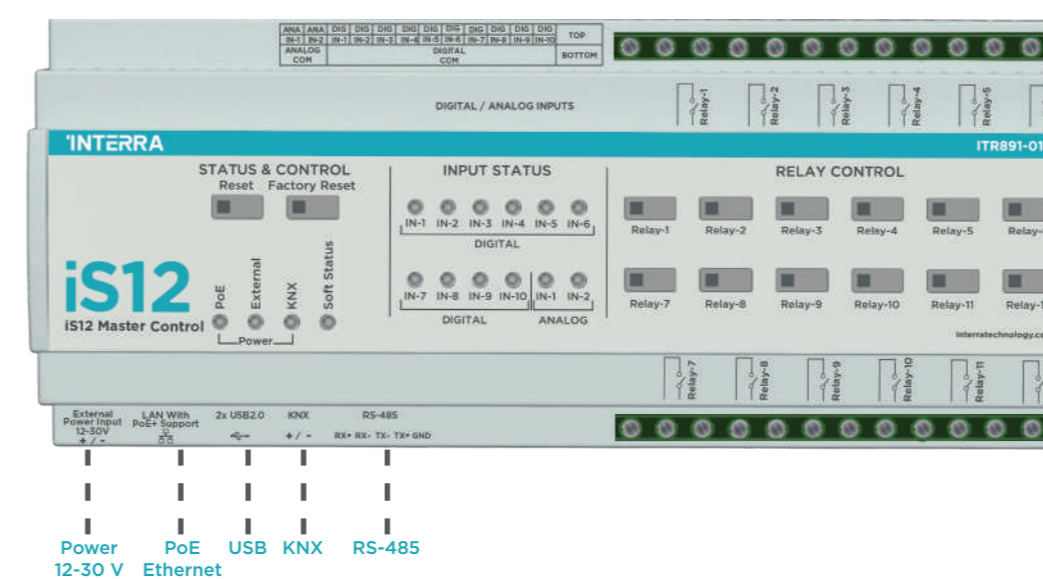 ANA ANA DIG DIG DIG DIG DIG DIG DIG DIG DIG DIG TOP
IN-1 IN-2 IN-1 IN-2 IN-3 IN-4 IN-5 IN-6 IN-7 IN-8 IN-9 IN-10
ANALOG COM DIGITAL COM BOTTOM
DIGITAL / ANALOG INPUTS
Relay-1 Relay-2 Relay-3 Relay-4 Relay-5
INTERRA ITR891-01
STATUS & CONTROL INPUT STATUS RELAY CONTROL
Reset Factory Reset
IN-1 IN-2 IN-3 IN-4 IN-5 IN-6
DIGITAL
Relay-1 Relay-2 Relay-3 Relay-4 Relay-5
iS12
iS12 Master Control
PoE External KNX Soft Status
Power
IN-7 IN-8 IN-9 IN-10 IN-1 IN-2
DIGITAL ANALOG
Relay-7 Relay-8 Relay-9 Relay-10 Relay-11
Relay-7 Relay-8 Relay-9 Relay-10 Relay-11
External Power Input 12-30V + / -
LAN With PoE+ Support
2x USB2.0
KNX + / -
RS-485
RX+ RX- TX- TX+ GND
Power 12-30 V
PoE Ethernet
USB
KNX
RS-485